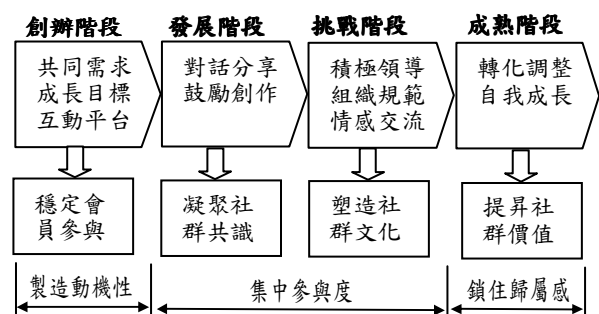 創辦階段
發展階段
挑戰階段
成熟階段
共同需求
成長目標
互動平台
對話分享
鼓勵創作
積極領導
組織規範
情感交流
轉化調整
自我成長
穩定會
員參與
凝聚社
群共識
塑造社
群文化
提昇社
群價值
製造動機性
集中參與度
鎖住歸屬感